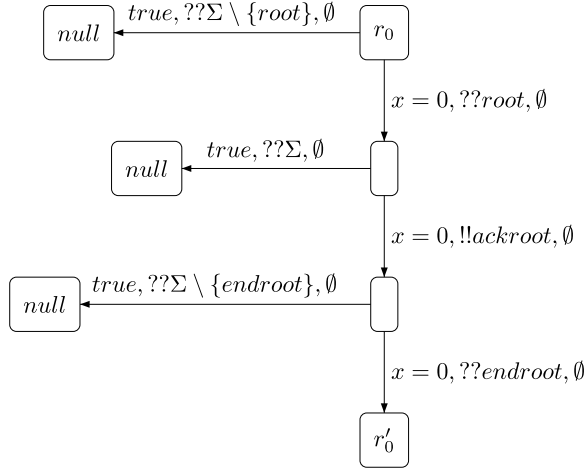 null
true, ??Σ \ {root}, ∅
r₀
x = 0, ??root, ∅
null
true, ??Σ, ∅
x = 0, !!ackroot, ∅
null
true, ??Σ \ {endroot}, ∅
x = 0, ??endroot, ∅
r′₀